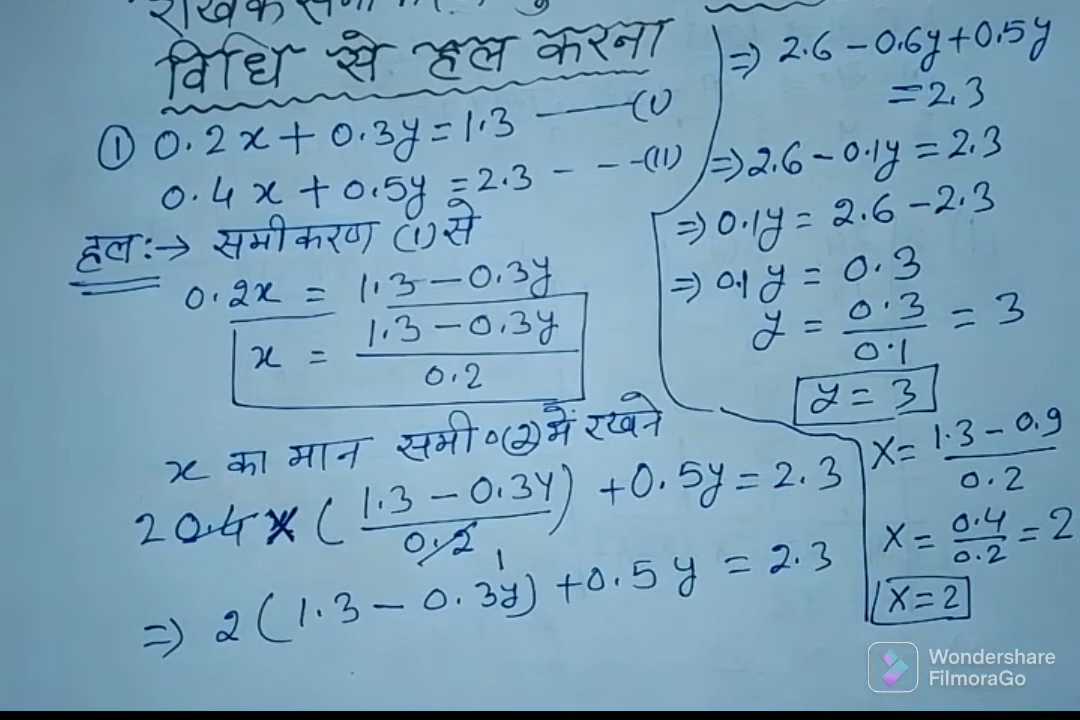 रैखिक
विधि से हल करना
① 0.2x + 0.3y = 1.3 —— (I)
0.4x + 0.5y = 2.3 - - -(II)
हलः→ समीकरण (1) से
0.2x = 1.3 - 0.3y
x = (1.3 - 0.3y)/0.2
x का मान समी०(2)में रखने
2 0.4 x ( (1.3 - 0.3y)/0.2 1 ) + 0.5y = 2.3
=> 2(1.3 - 0.3y) + 0.5y = 2.3
=> 2.6 - 0.6y + 0.5y
= 2.3
=> 2.6 - 0.1y = 2.3
=> 0.1y = 2.6 - 2.3
=> 0.1y = 0.3
y = 0.3/0.1 = 3
y = 3
x = (1.3 - 0.9)/0.2
x = 0.4/0.2 = 2
x = 2
Wondershare
FilmoraGo